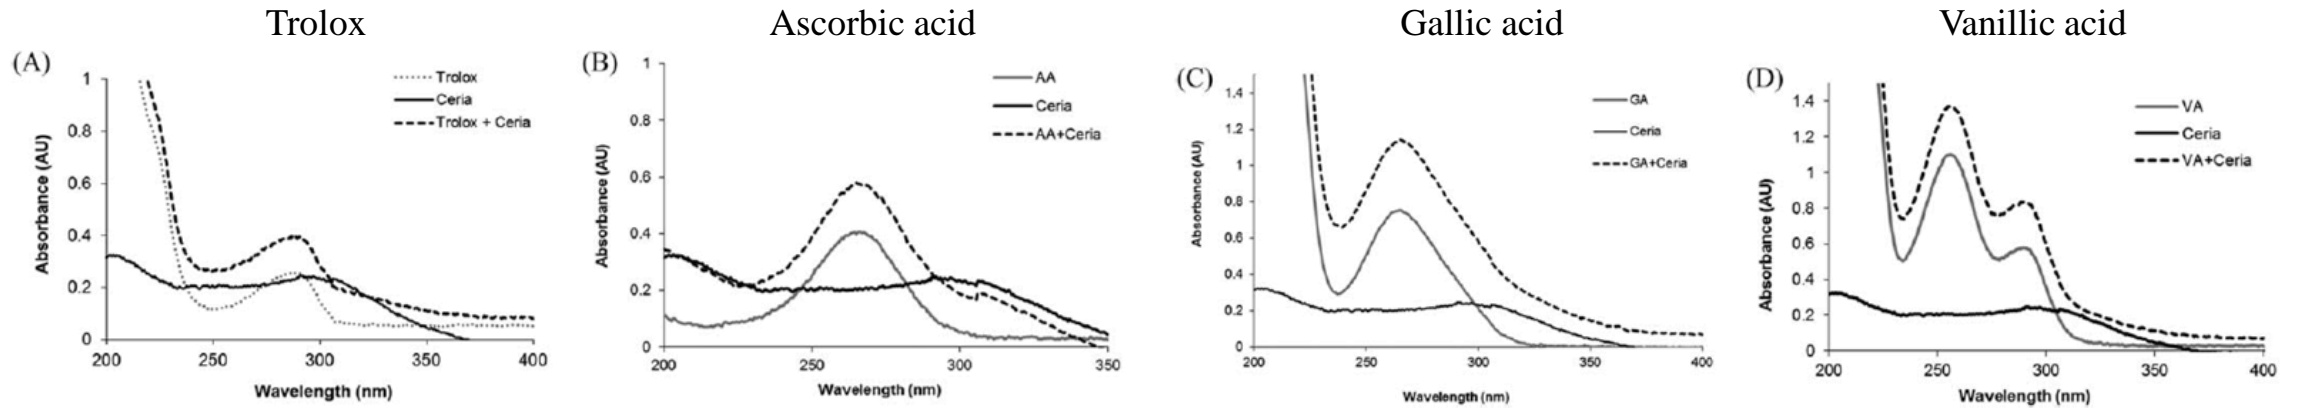 Trolox
Ascorbic acid
Gallic acid
Vanillic acid
(A)
Trolox
Ceria
Trolox + Ceria
1
0.8
0.6
0.4
0.2
0
Absorbance (AU)
200 250 300 350 400
Wavelength (nm)
(B)
AA
Ceria
AA+Ceria
1
0.8
0.6
0.4
0.2
0
Absorbance (AU)
200 250 300 350
Wavelength (nm)
(C)
GA
Ceria
GA+Ceria
1.4
1.2
1
0.8
0.6
0.4
0.2
0
Absorbance (AU)
200 250 300 350 400
Wavelength (nm)
(D)
VA
Ceria
VA+Ceria
1.4
1.2
1
0.8
0.6
0.4
0.2
0
Absorbance (AU)
200 250 300 350 400
Wavelength (nm)